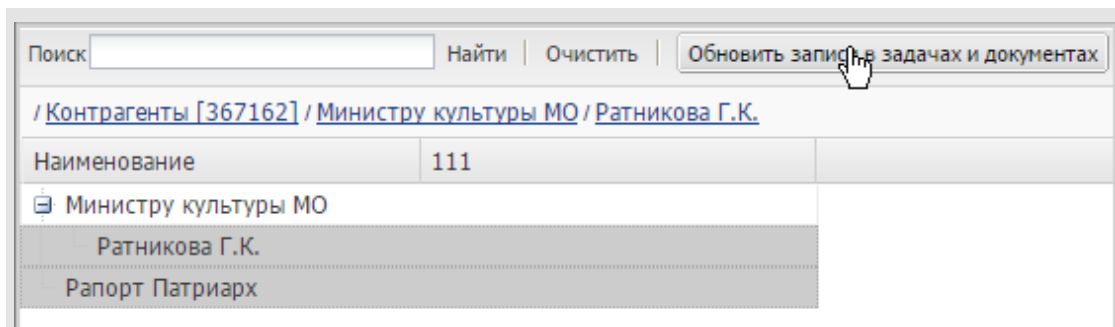 Поиск Найти Очистить Обновить записи в задачах и документах
/ Контрагенты [367162] / Министру культуры МО / Ратникова Г.К.
Наименование 111
Министру культуры МО
Ратникова Г.К.
Рапорт Патриарх